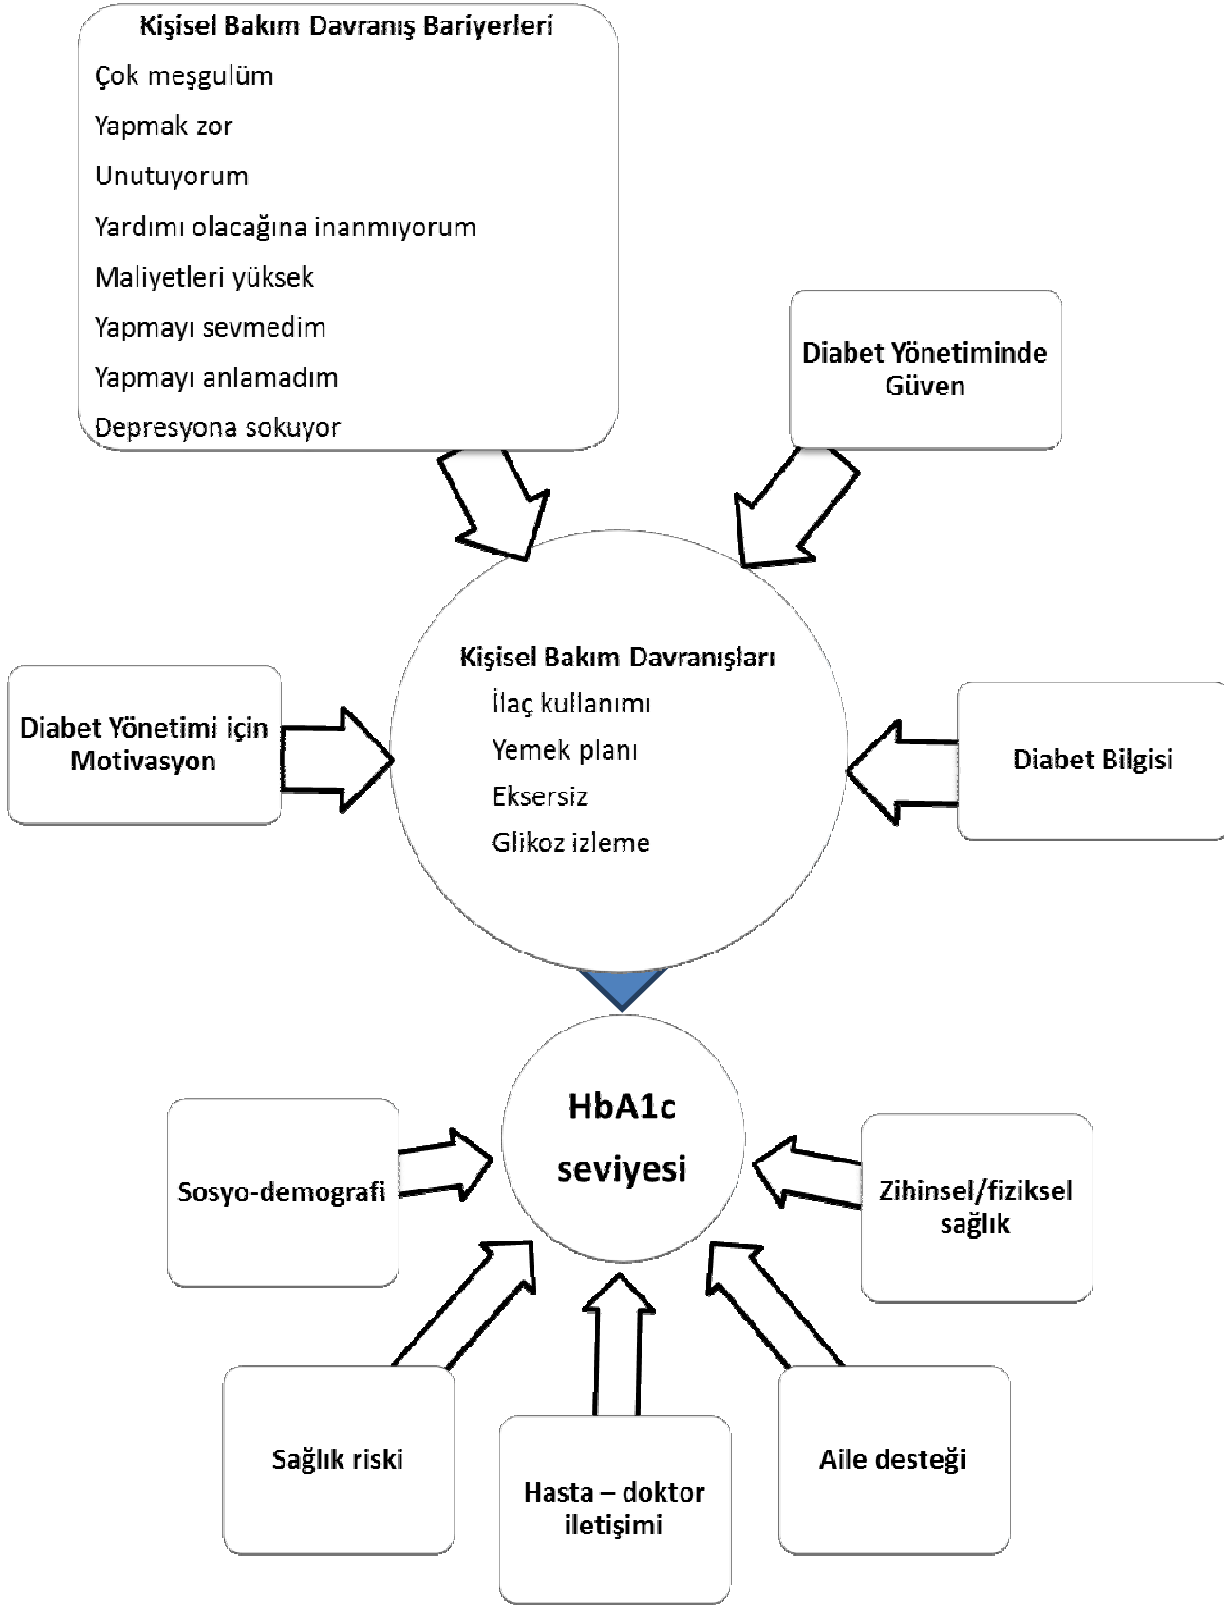 Kişisel Bakım Davranış Bariyerleri
Çok meşgulüm
Yapmak zor
Unutuyorum
Yardımı olacağına inanmıyorum
Maliyetleri yüksek
Yapmayı sevmedim
Yapmayı anlamadım
Depresyona sokuyor
Diabet Yönetiminde
Güven
Kişisel Bakım Davranışları
İlaç kullanımı
Yemek planı
Eksersiz
Glikoz izleme
Diabet Yönetimi için
Motivasyon
Diabet Bilgisi
HbA1c
seviyesi
Sosyo-demografi
Zihinsel/fiziksel
sağlık
Sağlık riski
Hasta – doktor
iletişimi
Aile desteği